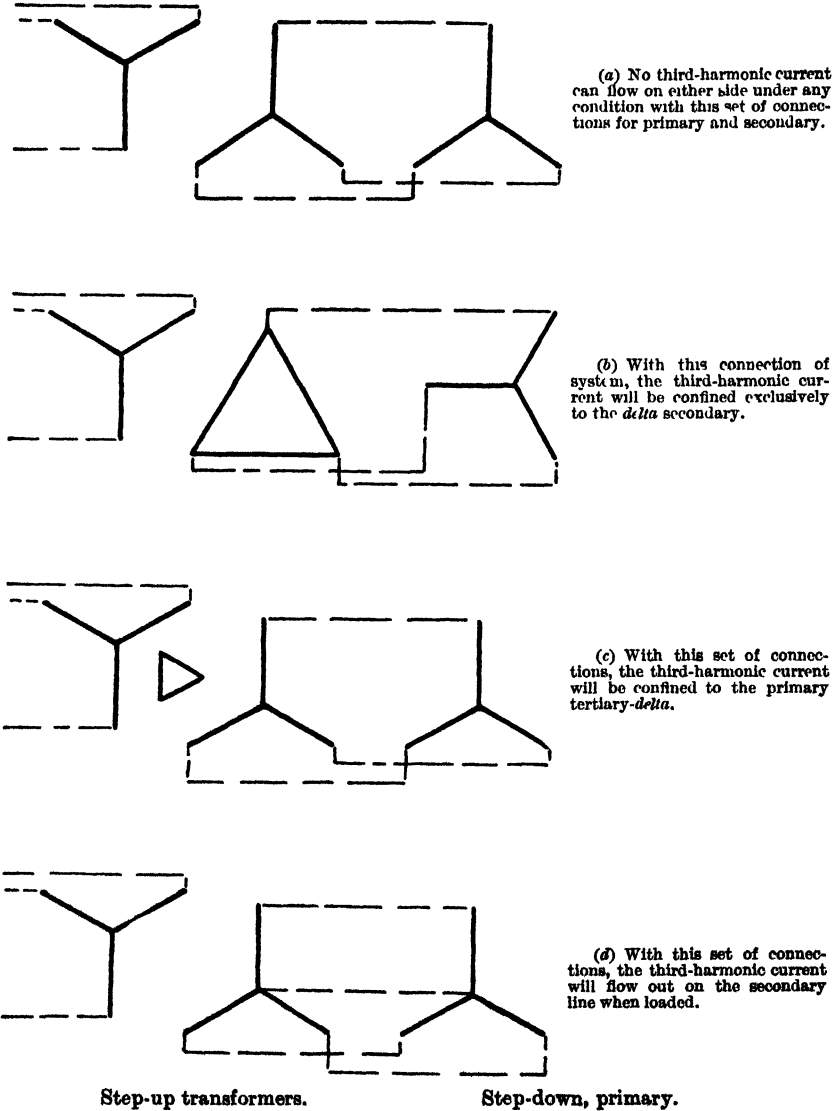 (a) No third-harmonic current
can flow on either side under any
condition with this set of connec-
tions for primary and secondary.
(b) With this connection of
system, the third-harmonic cur-
rent will be confined exclusively
to the delta secondary.
(c) With this set of connec-
tions, the third-harmonic current
will be confined to the primary
tertiary-delta.
(d) With this set of connec-
tions, the third-harmonic current
will flow out on the secondary
line when loaded.
Step-up transformers.
Step-down, primary.